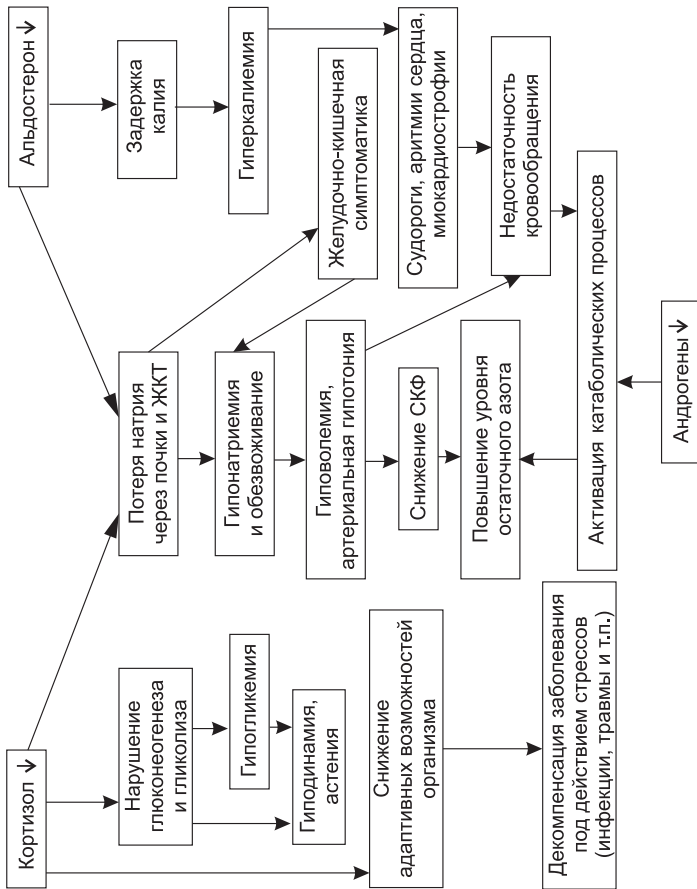 Кортизол ↓
Альдостерон ↓
Нарушение
глюконеогенеза
и гликолиза
Потеря натрия
через почки и ЖКТ
Задержка
калия
Гипогликемия
Гипонатриемия
и обезвоживание
Гиперкалиемия
Гиподинамия,
астения
Гиповолемия,
артериальная гипотония
Желудочно-кишечная
симптоматика
Снижение
адаптивных возможностей
организма
Снижение СКФ
Судороги, аритмии сердца,
миокардиострофии
Повышение уровня
остаточного азота
Недостаточность
кровообращения
Декомпенсация заболевания
под действием стрессов
(инфекции, травмы и т.п.)
Активация катаболических процессов
Андрогены ↓